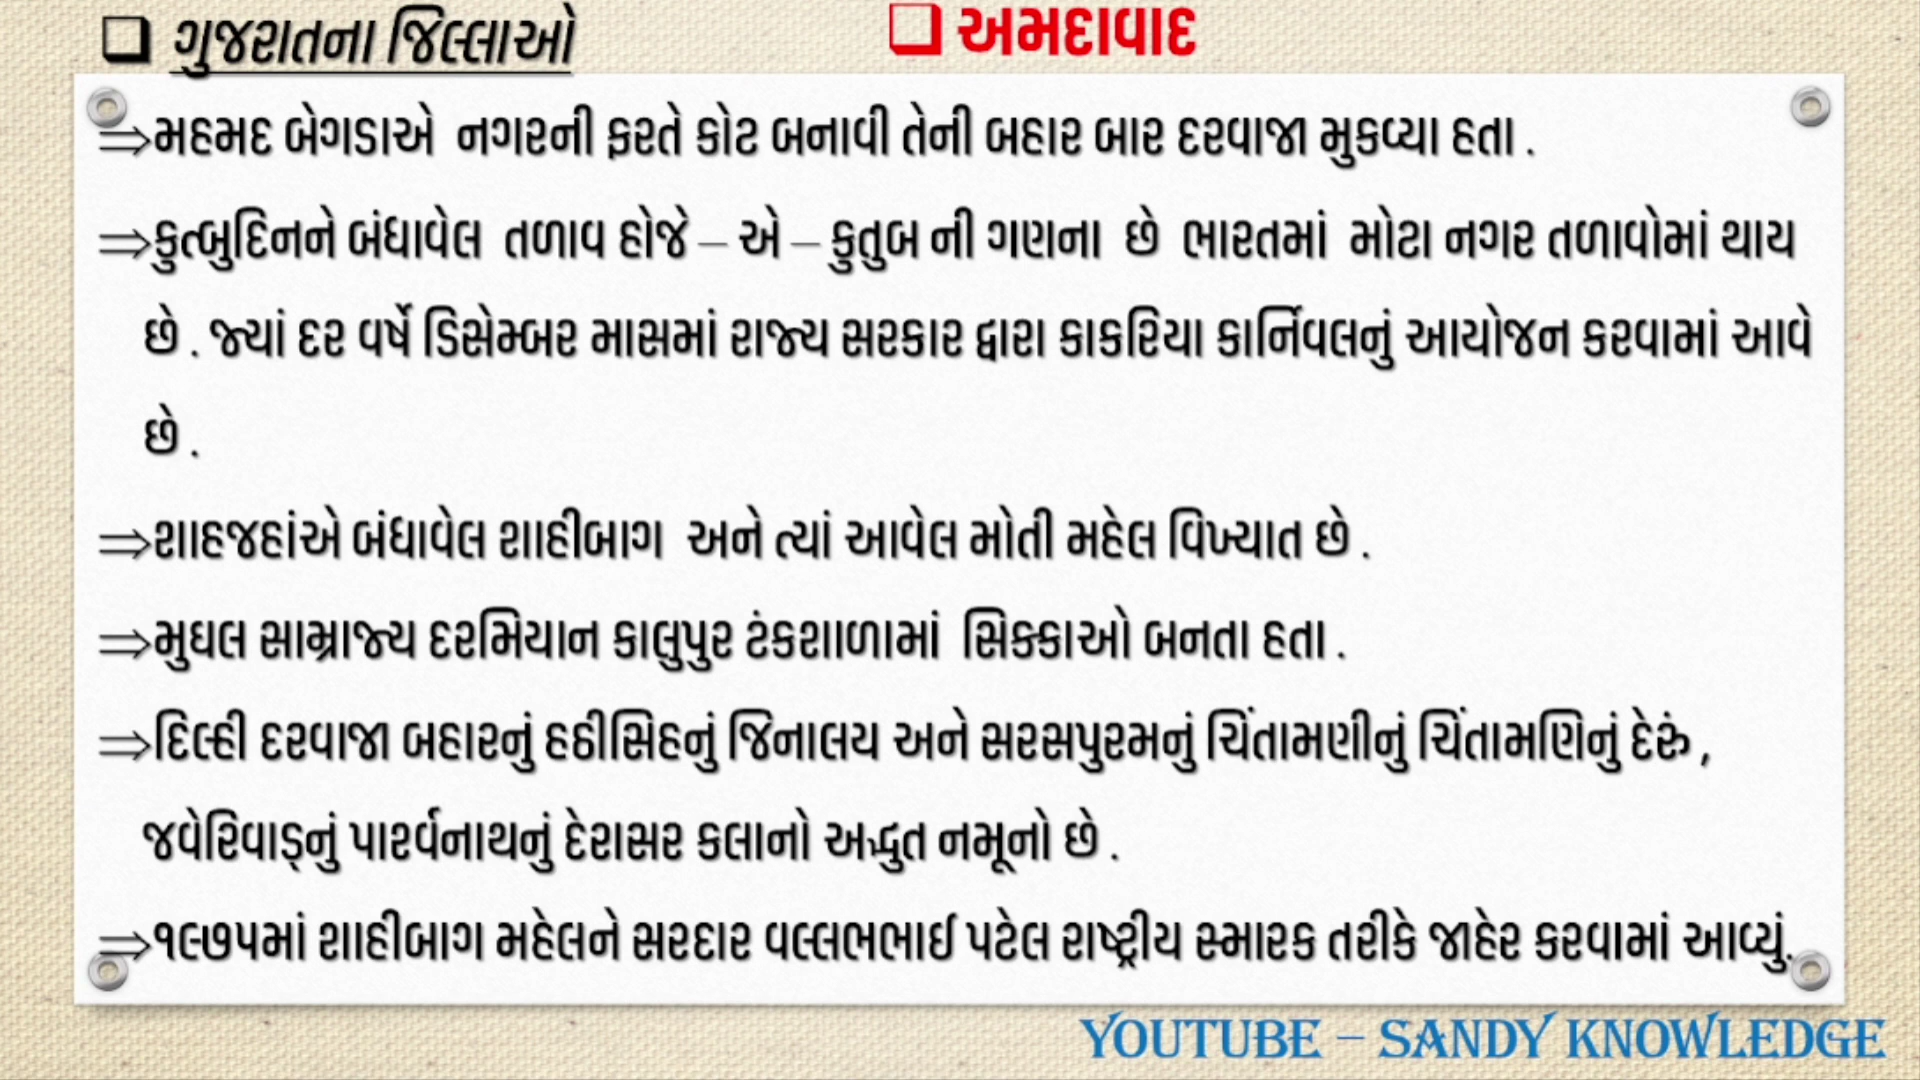 ❑ ગુજરાતના જિલ્લાઓ
❑ અમદાવાદ
⇒મહમદ બેગડાએ નગરની ફરતે કોટ બનાવી તેની બહાર બાર દરવાજા મુકવ્યા હતા .
⇒કુત્બુદિનને બંધાવેલ તળાવ હોજે – એ – કુતુબ ની ગણના છે ભારતમાં મોટા નગર તળાવોમાં થાય
છે . જ્યાં દર વર્ષે ડિસેમ્બર માસમાં રાજ્ય સરકાર દ્વારા કાકરિયા કાર્નિવલનું આયોજન કરવામાં આવે
છે .
⇒શાહજહાંએ બંધાવેલ શાહીબાગ અને ત્યાં આવેલ મોતી મહેલ વિખ્યાત છે .
⇒મુઘલ સામ્રાજ્ય દરમિયાન કાલુપુર ટંકશાળામાં સિક્કાઓ બનતા હતા .
⇒દિલ્હી દરવાજા બહારનું હઠીસિહનું જિનાલય અને સરસપુરમનું ચિંતામણીનું ચિંતામણિનું દેરું ,
જવેરિવાડ્નું પારર્વનાથનું દેરાસર કલાનો અદ્ભુત નમૂનો છે .
⇒૧૯૭૫માં શાહીબાગ મહેલને સરદાર વલ્લભભાઈ પટેલ રાષ્ટ્રીય સ્મારક તરીકે જાહેર કરવામાં આવ્યું.
YOUTUBE – SANDY KNOWLEDGE